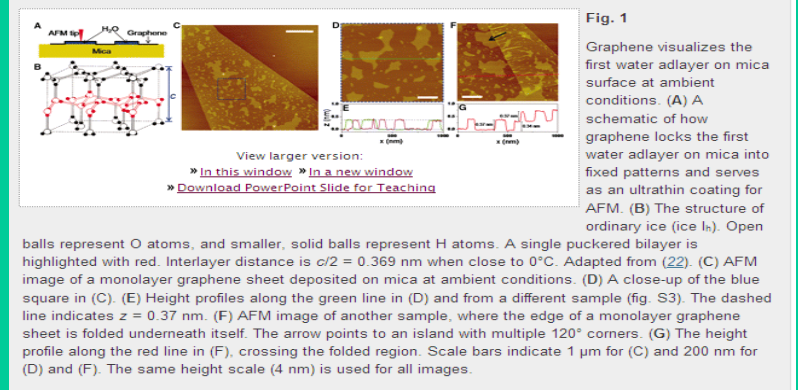 A
B
C
D
E
F
G
AFM tip
H₂O
Graphene
Mica
c
x (nm)
x (nm)
View larger version:
» In this window » In a new window
» Download PowerPoint Slide for Teaching
Fig. 1
Graphene visualizes the
first water adlayer on mica
surface at ambient
conditions. (A) A
schematic of how
graphene locks the first
water adlayer on mica into
fixed patterns and serves
as an ultrathin coating for
AFM. (B) The structure of
ordinary ice (ice Iₕ). Open
balls represent O atoms, and smaller, solid balls represent H atoms. A single puckered bilayer is
highlighted with red. Interlayer distance is c/2 = 0.369 nm when close to 0°C. Adapted from (22). (C) AFM
image of a monolayer graphene sheet deposited on mica at ambient conditions. (D) A close-up of the blue
square in (C). (E) Height profiles along the green line in (D) and from a different sample (fig. S3). The dashed
line indicates z = 0.37 nm. (F) AFM image of another sample, where the edge of a monolayer graphene
sheet is folded underneath itself. The arrow points to an island with multiple 120° corners. (G) The height
profile along the red line in (F), crossing the folded region. Scale bars indicate 1 µm for (C) and 200 nm for
(D) and (F). The same height scale (4 nm) is used for all images.